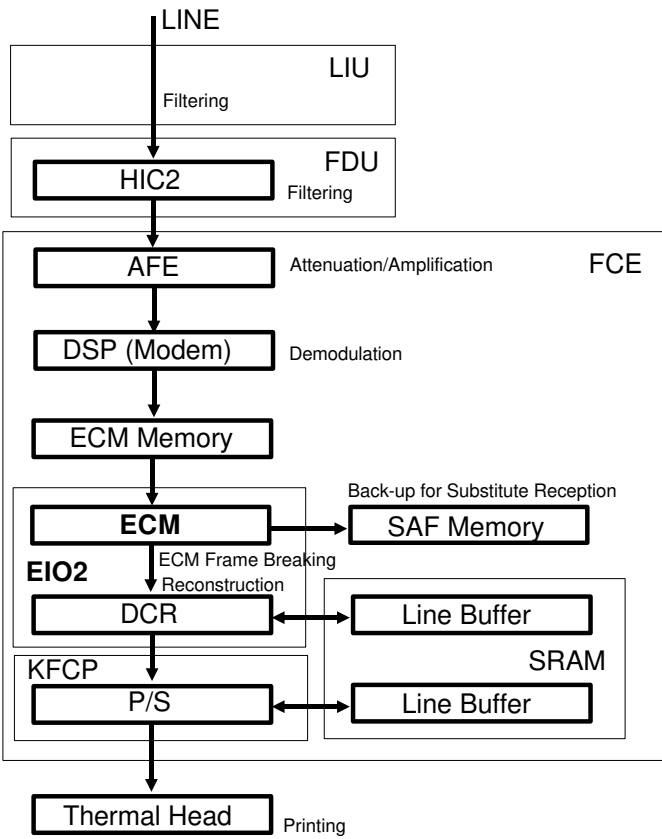 LINE
LIU
Filtering
FDU
HIC2
Filtering
AFE
Attenuation/Amplification
FCE
DSP (Modem)
Demodulation
ECM Memory
Back-up for Substitute Reception
ECM
SAF Memory
ECM Frame Breaking
EIO2
Reconstruction
DCR
Line Buffer
KFCP
SRAM
P/S
Line Buffer
Thermal Head
Printing